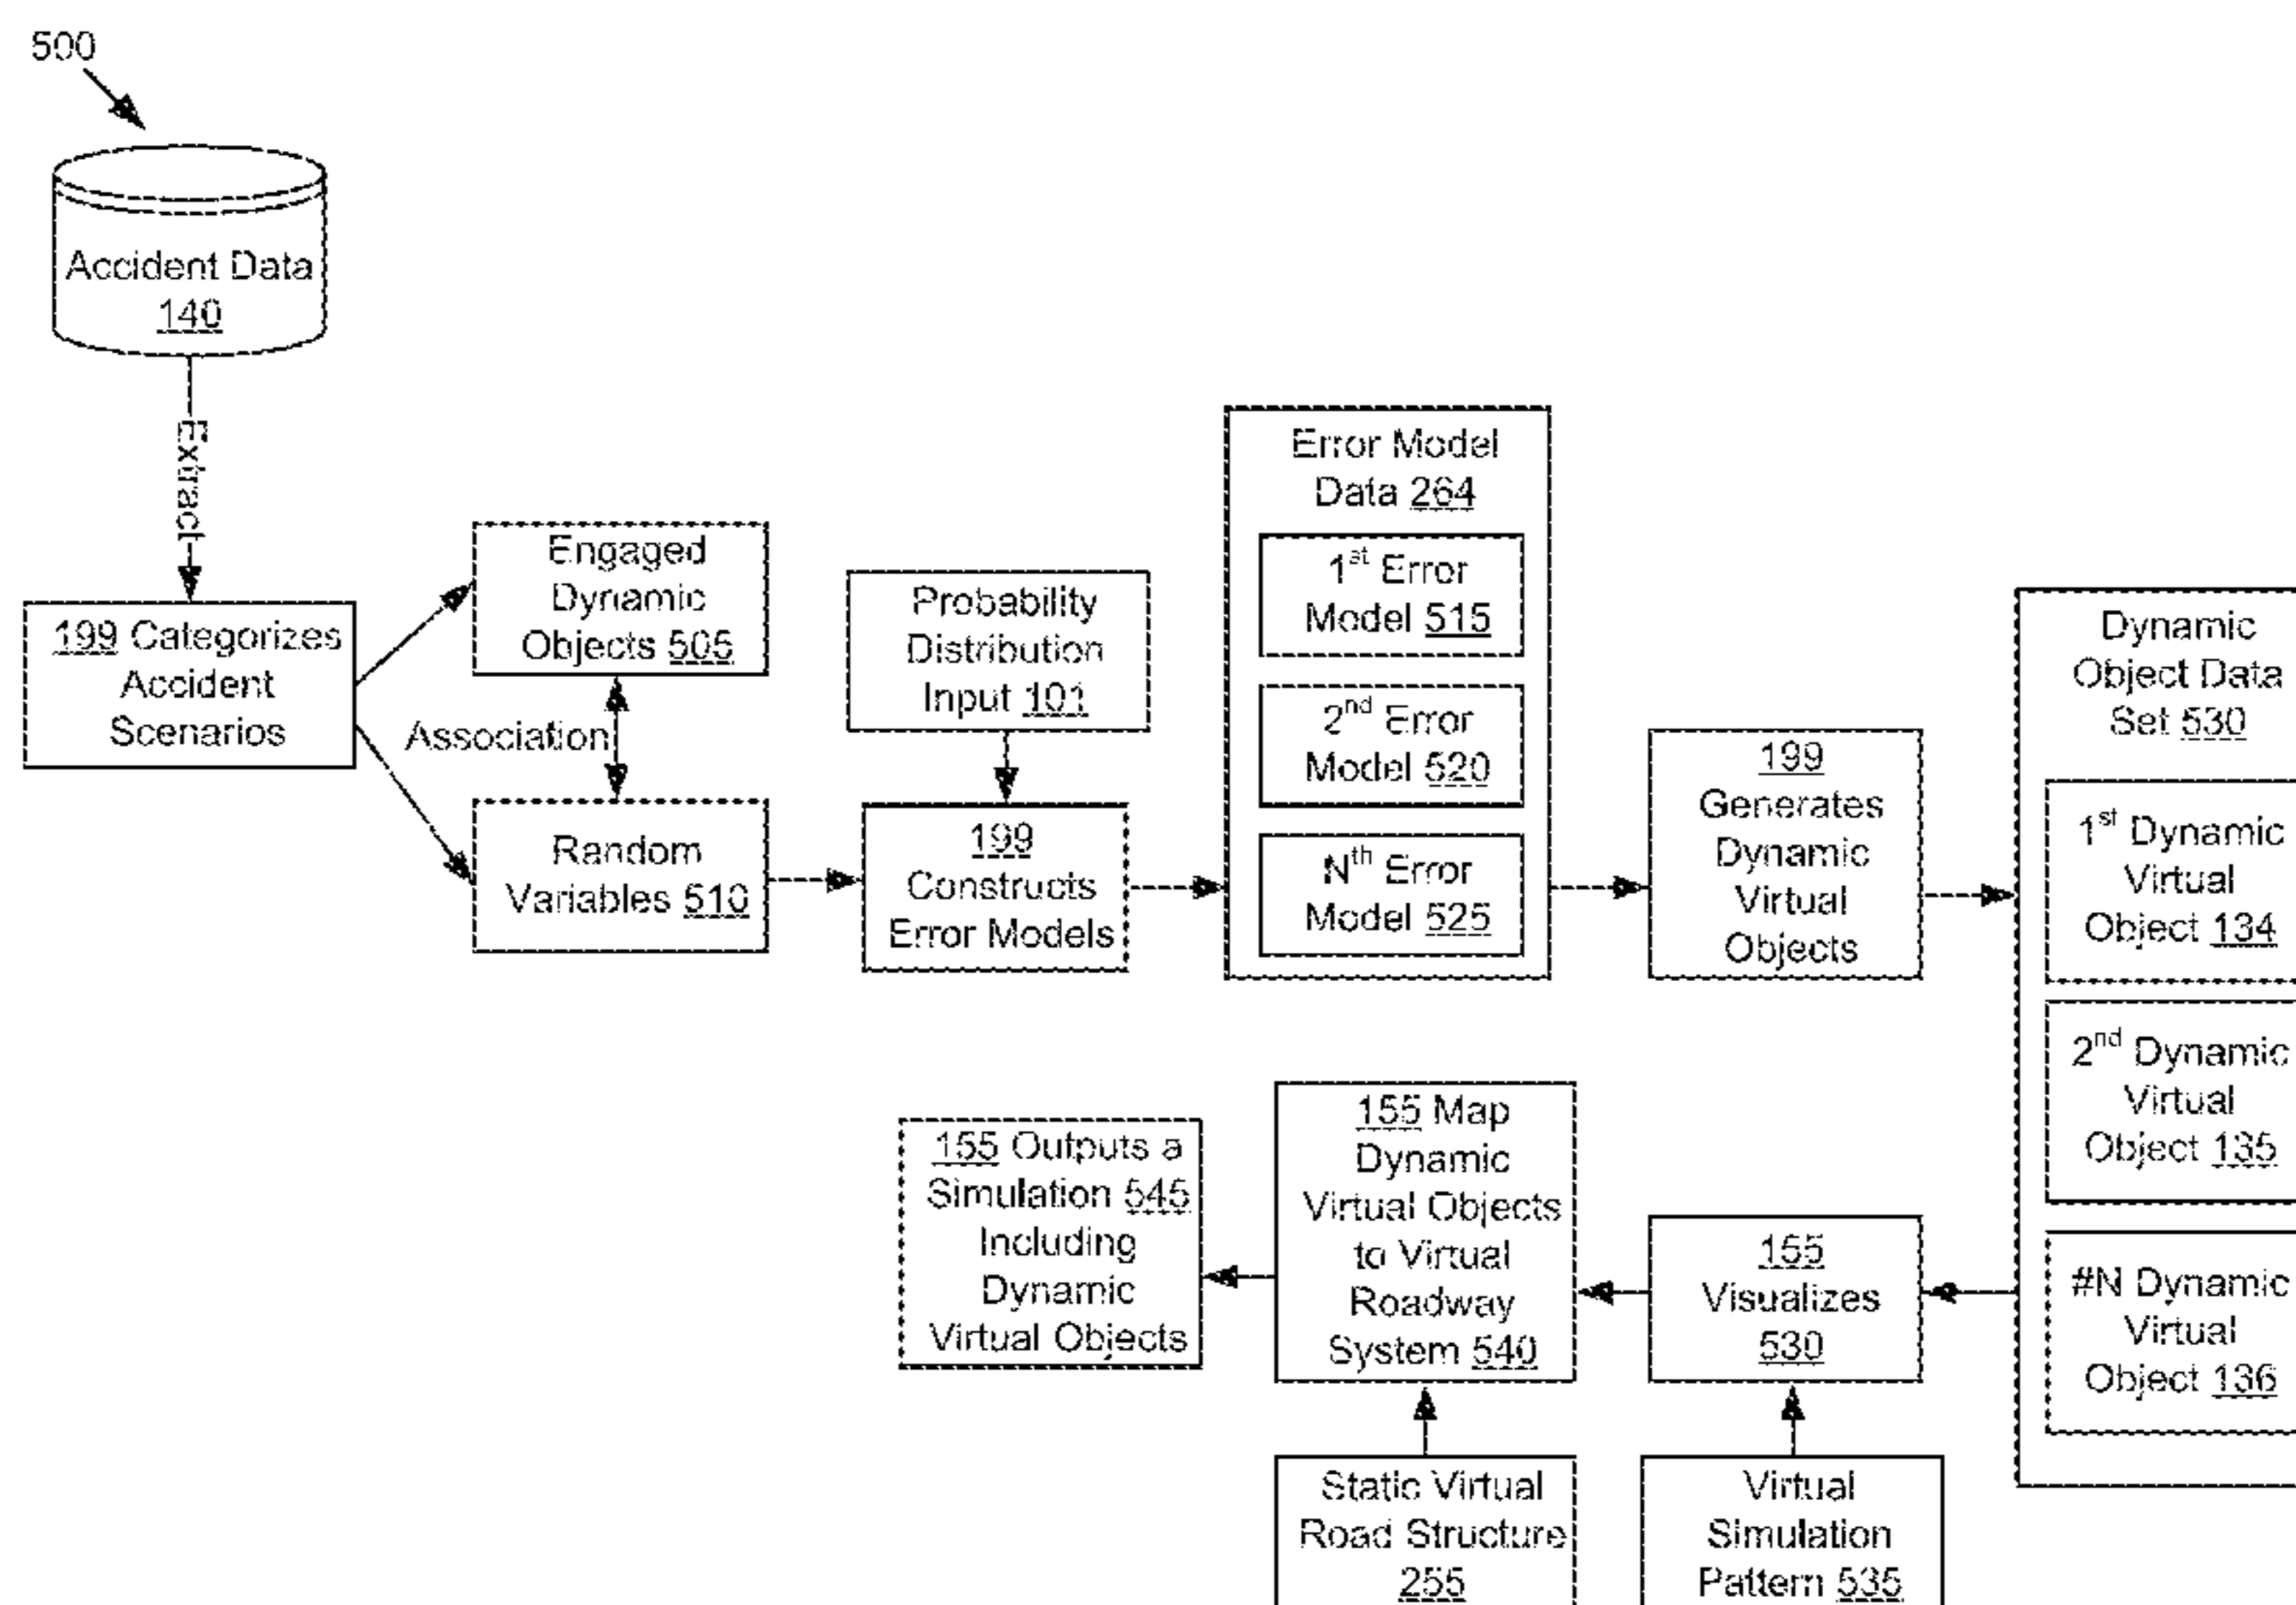 500
Accident Data
140
Extract
199 Categorizes
Accident
Scenarios
Engaged
Dynamic
Objects 505
Association
Random
Variables 510
Probability
Distribution
Input 101
199
Constructs
Error Models
Error Model
Data 264
1st Error
Model 515
2nd Error
Model 520
Nth Error
Model 525
199
Generates
Dynamic
Virtual
Objects
Dynamic
Object Data
Set 530
1st Dynamic
Virtual
Object 134
2nd Dynamic
Virtual
Object 135
#N Dynamic
Virtual
Object 136
155
Visualizes
530
Virtual
Simulation
Pattern 535
155 Map
Dynamic
Virtual Objects
to Virtual
Roadway
System 540
Static Virtual
Road Structure
255
155 Outputs a
Simulation 545
Including
Dynamic
Virtual Objects